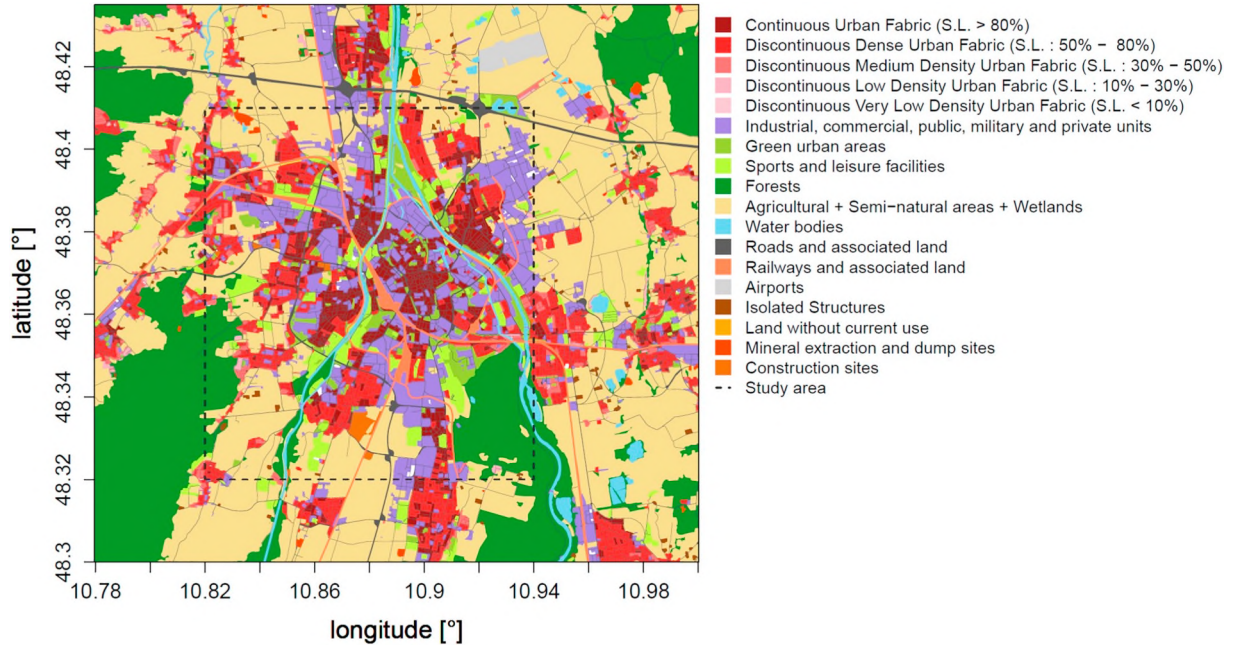 Continuous Urban Fabric (S.L. > 80%)
Discontinuous Dense Urban Fabric (S.L. : 50% − 80%)
Discontinuous Medium Density Urban Fabric (S.L. : 30% − 50%)
Discontinuous Low Density Urban Fabric (S.L. : 10% − 30%)
Discontinuous Very Low Density Urban Fabric (S.L. < 10%)
Industrial, commercial, public, military and private units
Green urban areas
Sports and leisure facilities
Forests
Agricultural + Semi−natural areas + Wetlands
Water bodies
Roads and associated land
Railways and associated land
Airports
Isolated Structures
Land without current use
Mineral extraction and dump sites
Construction sites
Study area
latitude [°]
48.42
48.4
48.38
48.36
48.34
48.32
48.3
10.78 10.82 10.86 10.9 10.94 10.98
longitude [°]